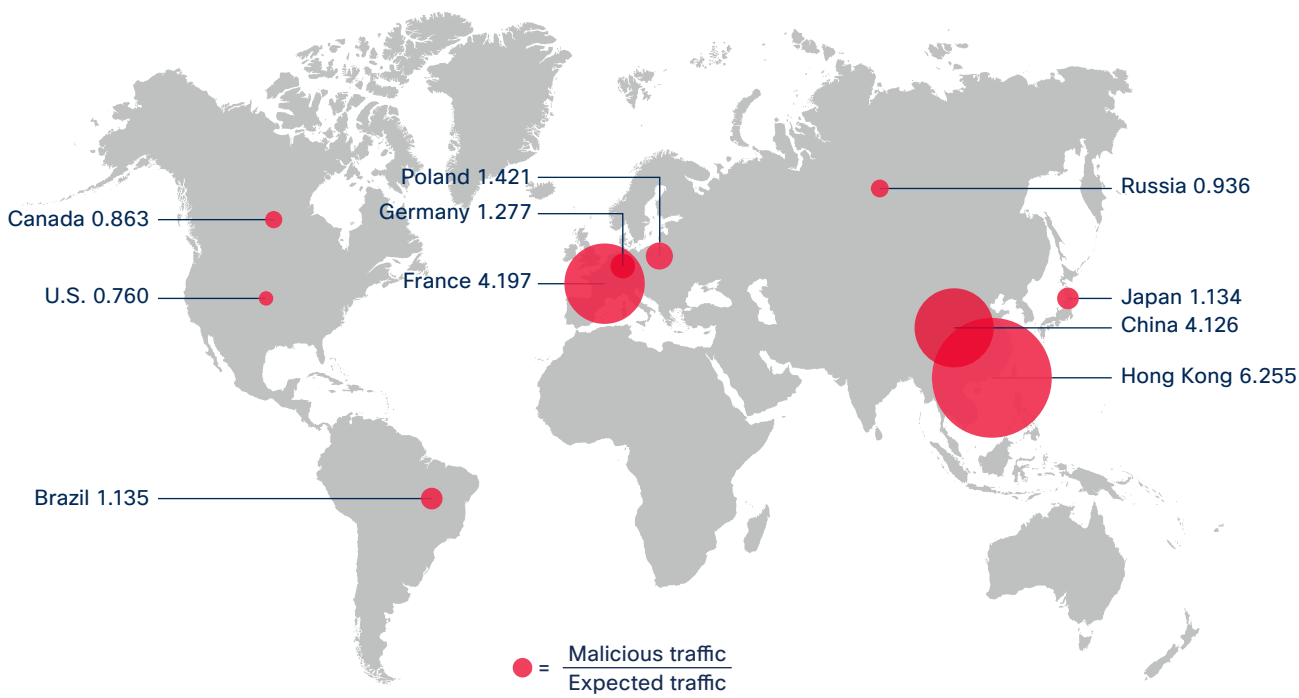 Poland 1.421
Russia 0.936
Canada 0.863
Germany 1.277
France 4.197
U.S. 0.760
Japan 1.134
China 4.126
Hong Kong 6.255
Brazil 1.135
= Malicious traffic
Expected traffic